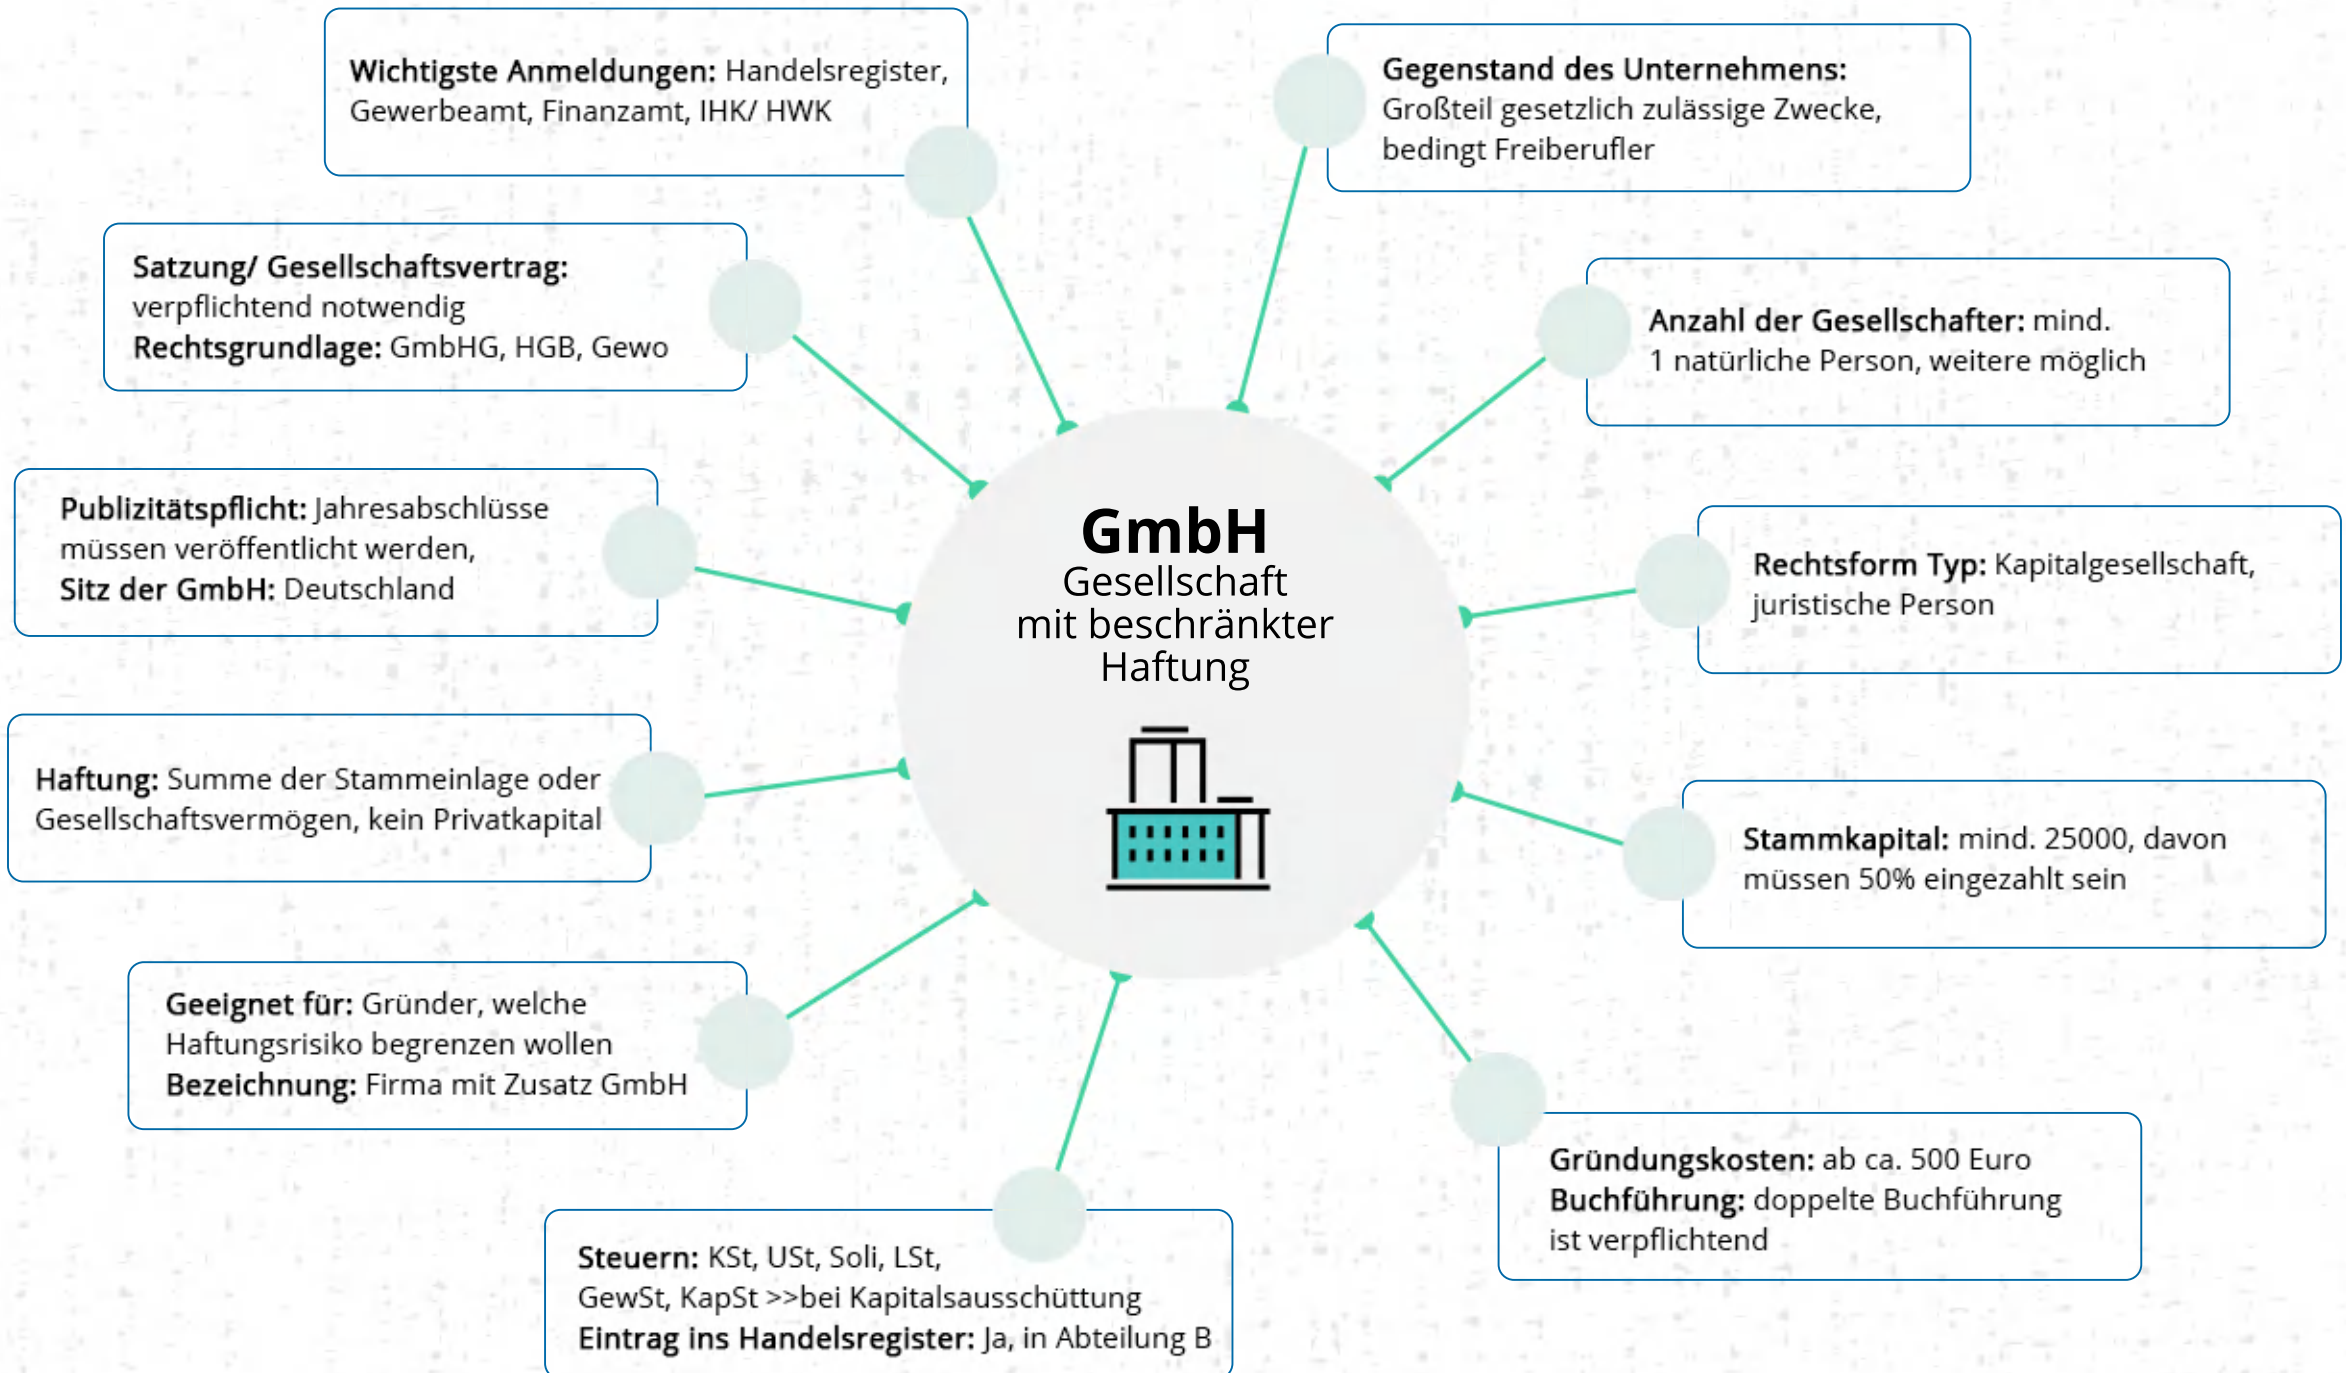 Wichtigste Anmeldungen: Handelsregister,
Gewerbeamt, Finanzamt, IHK/ HWK
Gegenstand des Unternehmens:
Großteil gesetzlich zulässige Zwecke,
bedingt Freiberufler
Satzung/ Gesellschaftsvertrag:
verpflichtend notwendig
Rechtsgrundlage: GmbHG, HGB, Gewo
Anzahl der Gesellschafter: mind.
1 natürliche Person, weitere möglich
Publizitätspflicht: Jahresabschlüsse
müssen veröffentlicht werden,
Sitz der GmbH: Deutschland
GmbH
Gesellschaft
mit beschränkter
Haftung
Rechtsform Typ: Kapitalgesellschaft,
juristische Person
Haftung: Summe der Stammeinlage oder
Gesellschaftsvermögen, kein Privatkapital
Stammkapital: mind. 25000, davon
müssen 50% eingezahlt sein
Geeignet für: Gründer, welche
Haftungsrisiko begrenzen wollen
Bezeichnung: Firma mit Zusatz GmbH
Gründungskosten: ab ca. 500 Euro
Buchführung: doppelte Buchführung
ist verpflichtend
Steuern: KSt, USt, Soli, LSt,
GewSt, KapSt >>bei Kapitalsausschüttung
Eintrag ins Handelsregister: Ja, in Abteilung B